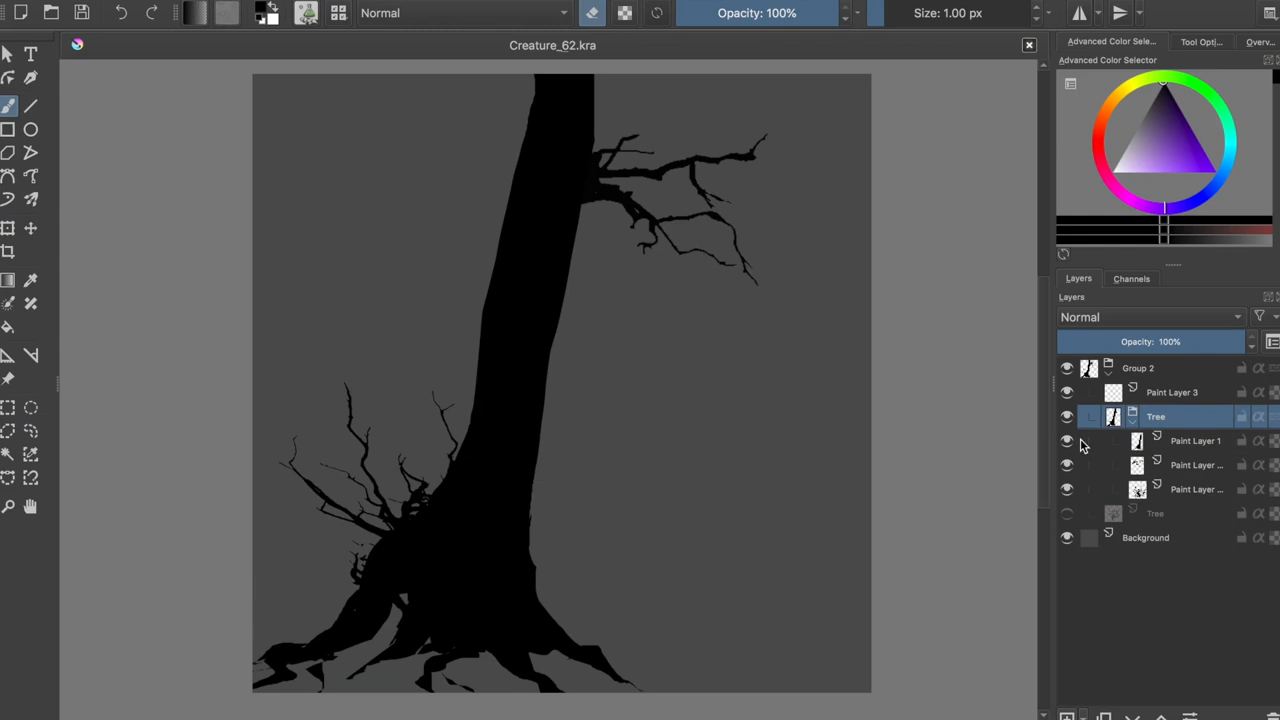 Normal
Opacity: 100%
Size: 1.00 px
Creature_62.kra
Advanced Color Sele...
Tool Opti...
Overv...
Advanced Color Selector
Layers
Channels
Layers
Normal
Opacity: 100%
Group 2
Paint Layer 3
Tree
Paint Layer 1
Paint Layer ...
Paint Layer ...
Tree
Background